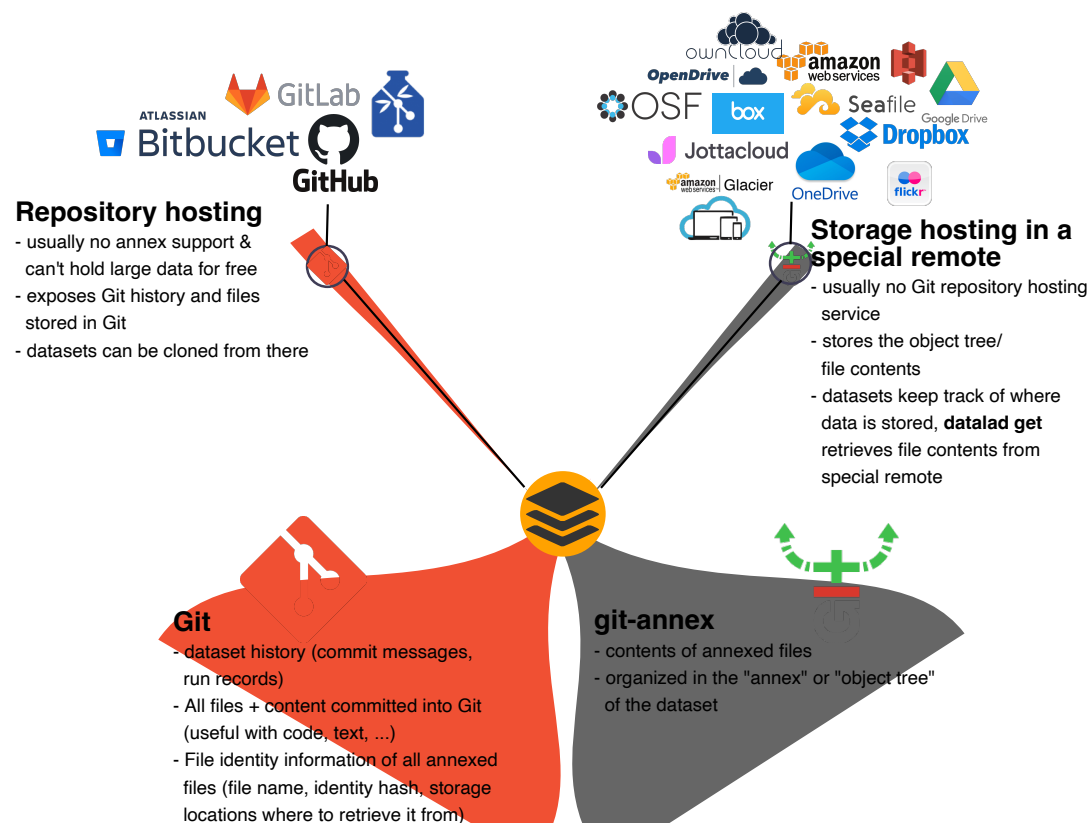 ATLASSIAN
Bitbucket
GitLab
GitHub
ownCloud
OpenDrive
amazon
webservices
OSF
box
Seafile
Google Drive
Dropbox
Jottacloud
amazon
webservices
Glacier
OneDrive
flickr
Repository hosting
- usually no annex support &
can't hold large data for free
- exposes Git history and files
stored in Git
- datasets can be cloned from there
Storage hosting in a
special remote
- usually no Git repository hosting
service
- stores the object tree/
file contents
- datasets keep track of where
data is stored, datalad get
retrieves file contents from
special remote
Git
- dataset history (commit messages,
run records)
- All files + content committed into Git
(useful with code, text, ...)
- File identity information of all annexed
files (file name, identity hash, storage
locations where to retrieve it from)
git-annex
- contents of annexed files
- organized in the "annex" or "object tree"
of the dataset